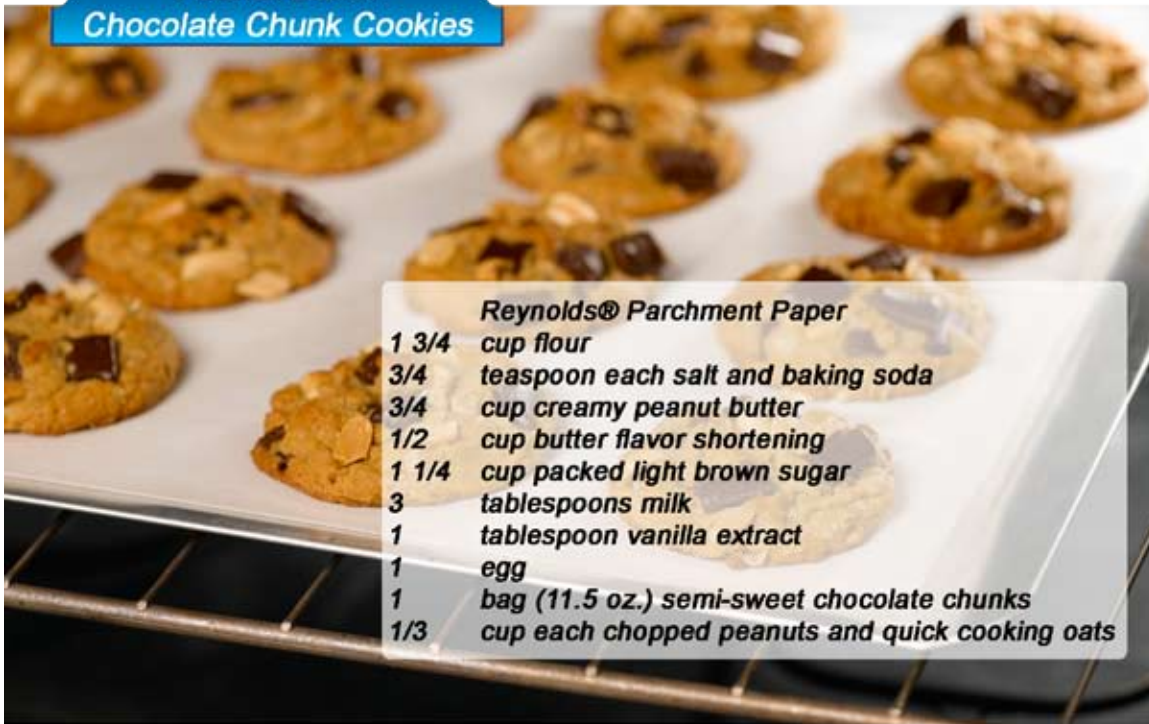 Chocolate Chunk Cookies
Reynolds® Parchment Paper
1 3/4 cup flour
3/4 teaspoon each salt and baking soda
3/4 cup creamy peanut butter
1/2 cup butter flavor shortening
1 1/4 cup packed light brown sugar
3 tablespoons milk
1 tablespoon vanilla extract
1 egg
1 bag (11.5 oz.) semi-sweet chocolate chunks
1/3 cup each chopped peanuts and quick cooking oats